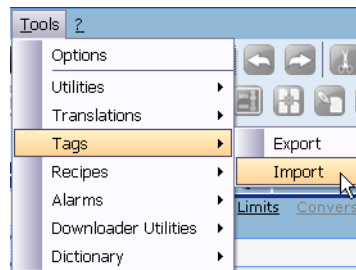 Tools ?
Options
Utilities
Translations
Tags
Export
Recipes
Import
Alarms
Limits
Downloader Utilities
Dictionary